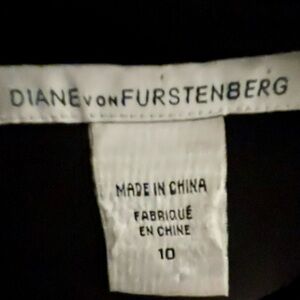 DIANE VON FURSTENBERG
MADE IN CHINA
FABRIQUÉ
EN CHINE
10